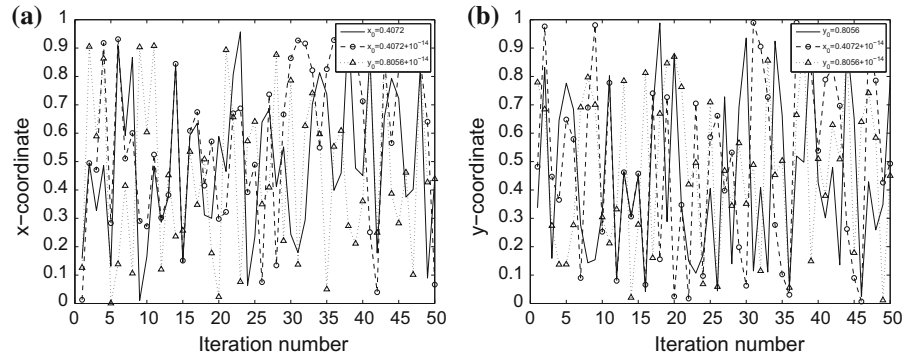 (a)
x-coordinate
1
0.9
0.8
0.7
0.6
0.5
0.4
0.3
0.2
0.1
0
0 5 10 15 20 25 30 35 40 45 50
Iteration number
x0=0.4072
x0=0.4072+10^-14
y0=0.8056+10^-14
(b)
y-coordinate
1
0.9
0.8
0.7
0.6
0.5
0.4
0.3
0.2
0.1
0
0 5 10 15 20 25 30 35 40 45 50
Iteration number
y0=0.8056
x0=0.4072+10^-14
y0=0.8056+10^-14